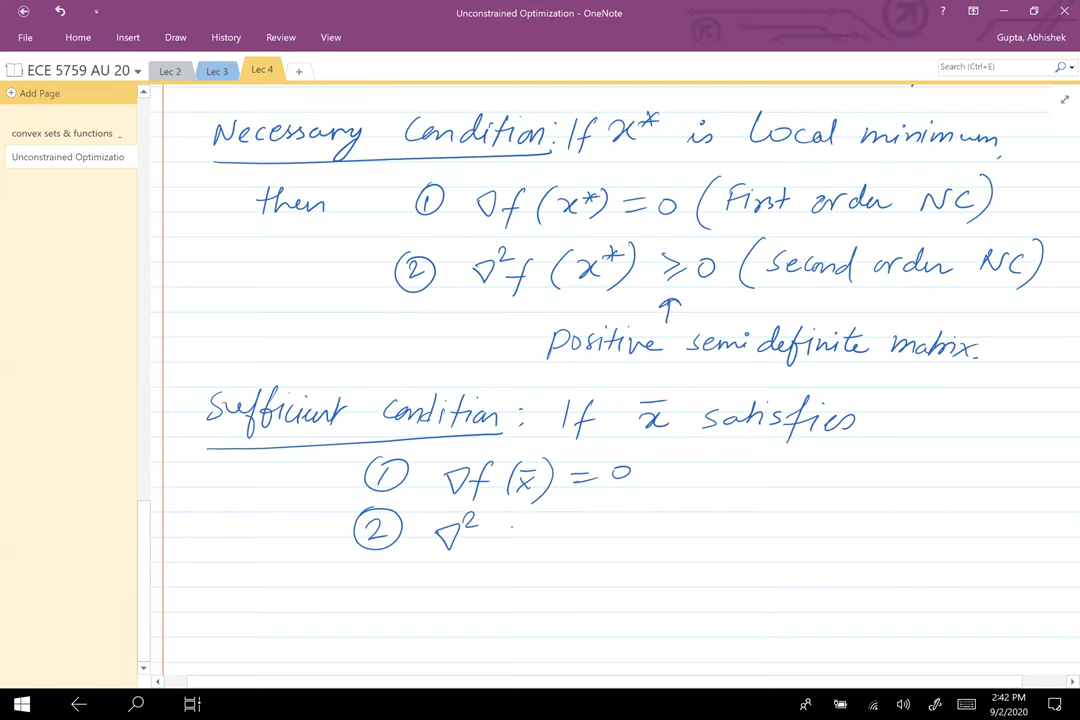 Unconstrained Optimization - OneNote
File Home Insert Draw History Review View Gupta, Abhishek
ECE 5759 AU 20 Lec 2 Lec 3 Lec 4 + Search (Ctrl+E)
Add Page
convex sets & functions _
Unconstrained Optimizatio
Necessary Condition: If x* is local minimum,
then ① ∇f(x*) = 0 (First order NC)
② ∇²f(x*) ≥ 0 (Second order NC)
↑
positive semidefinite matrix.
Sufficient condition: If x̄ satisfies
① ∇f(x̄) = 0
② ∇²
2:42 PM
9/2/2020